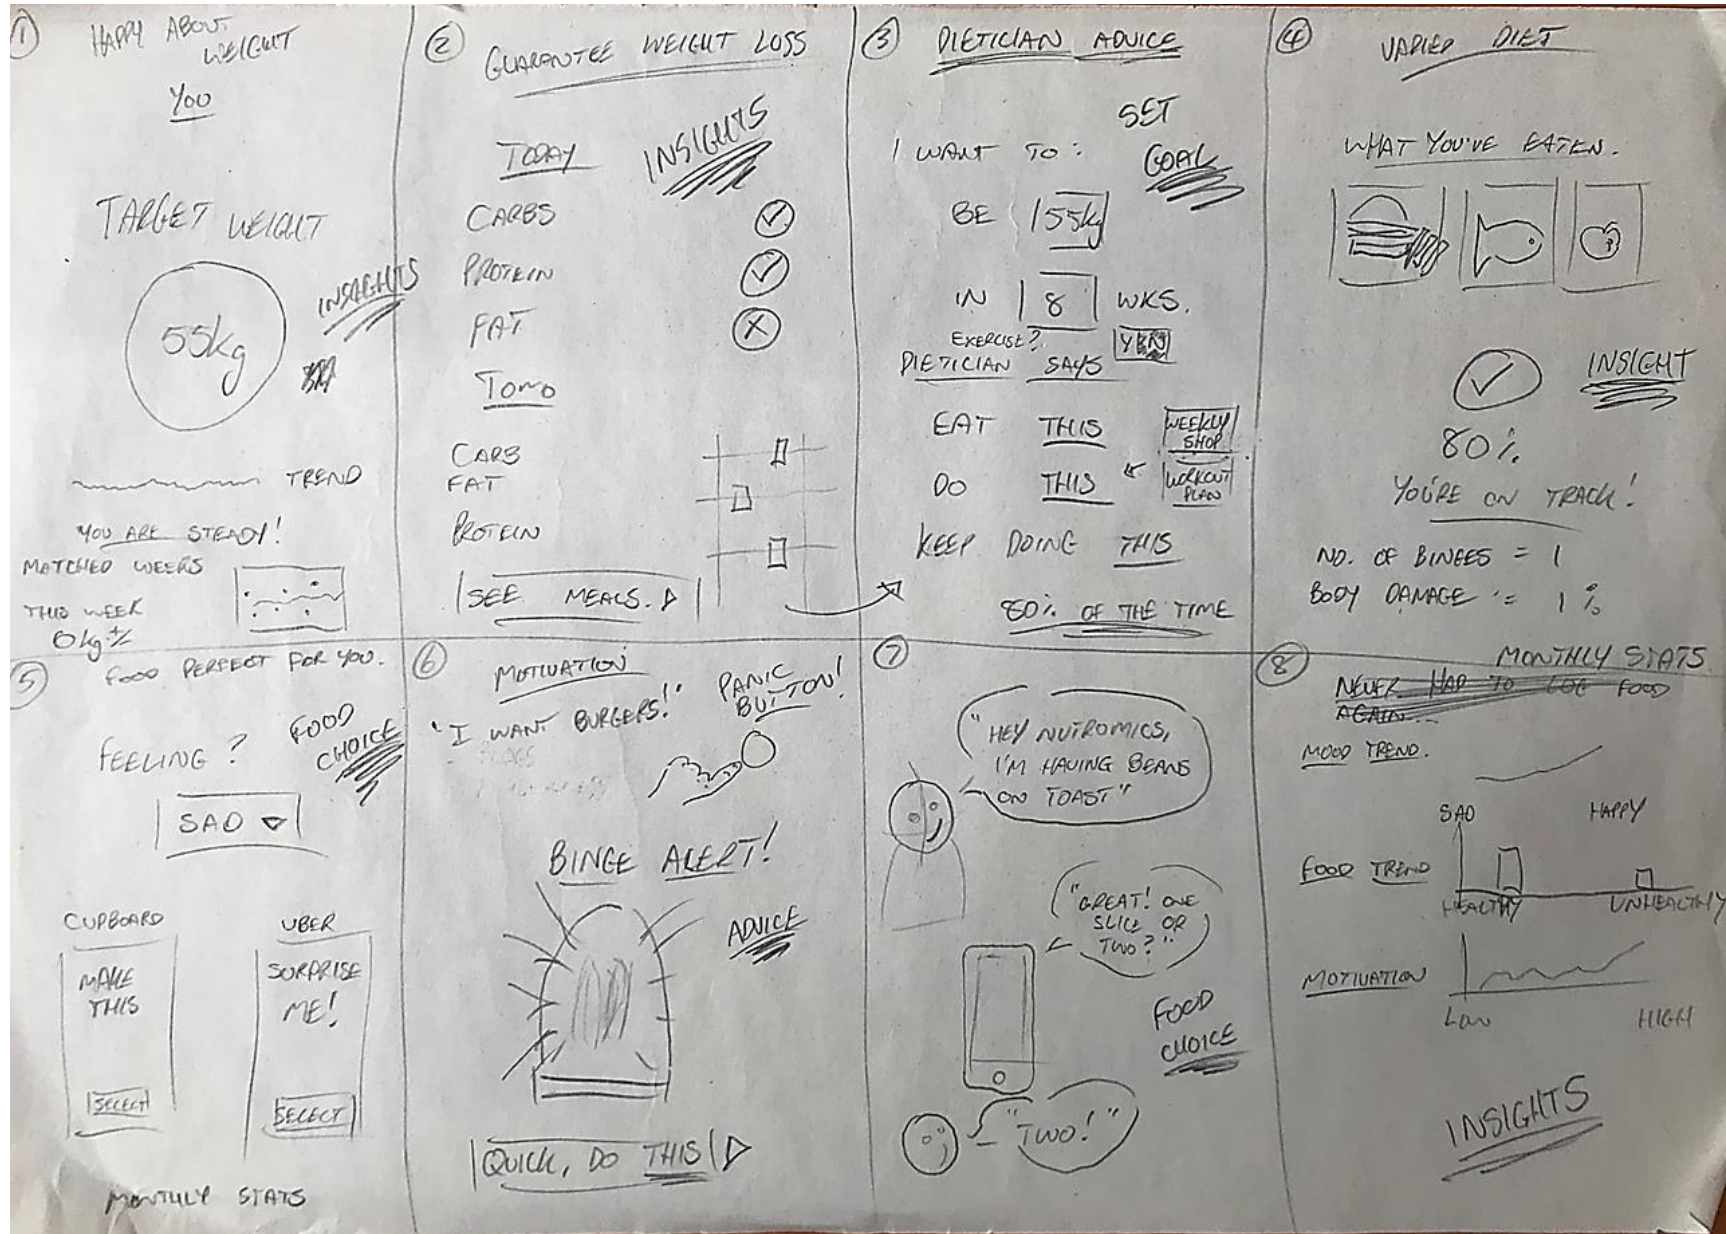 1
HAPPY ABOUT
WEIGHT
YOU
TARGET WEIGHT
55kg
INSIGHTS
TREND
YOU ARE STEADY!
MATCHED WEEKS
THIS WEEK
0kg +/-
2
GUARANTEE WEIGHT LOSS
TODAY
INSIGHTS
CARBS
PROTEIN
FAT
TOMO
CARB
FAT
PROTEIN
SEE MEALS.
3
DIETICIAN ADVICE
SET
GOAL
I WANT TO:
BE 55kg
IN 8 WKS.
EXERCISE?
DIETICIAN SAYS
EAT THIS
WEEKLY
SHOP
DO THIS
WORKOUT
PLAN
KEEP DOING THIS
80% OF THE TIME
4
VARIED DIET
WHAT YOU'VE EATEN.
INSIGHT
80%
YOU'RE ON TRACK!
NO. OF BINGES = 1
BODY DAMAGE = 1%
5
FOOD PERFECT FOR YOU.
FOOD
CHOICE
FEELING?
SAD
CUPBOARD
MAKE
THIS
SELECT
UBER
SURPRISE
ME!
SELECT
MONTHLY STATS
6
MOTIVATION
PANIC
BUTTON!
"I WANT BURGERS!"
BINGE ALERT!
ADVICE
QUICK, DO THIS
7
"HEY NUTROMICS,
I'M HAVING BEANS
ON TOAST"
"GREAT! ONE
SLICE OR
TWO?"
FOOD
CHOICE
"TWO!"
8
MONTHLY STATS
NEVER HAD TO LOG FOOD
AGAIN...
MOOD TREND.
SAD HAPPY
FOOD TREND
HEALTHY UNHEALTHY
MOTIVATION
LOW HIGH
INSIGHTS